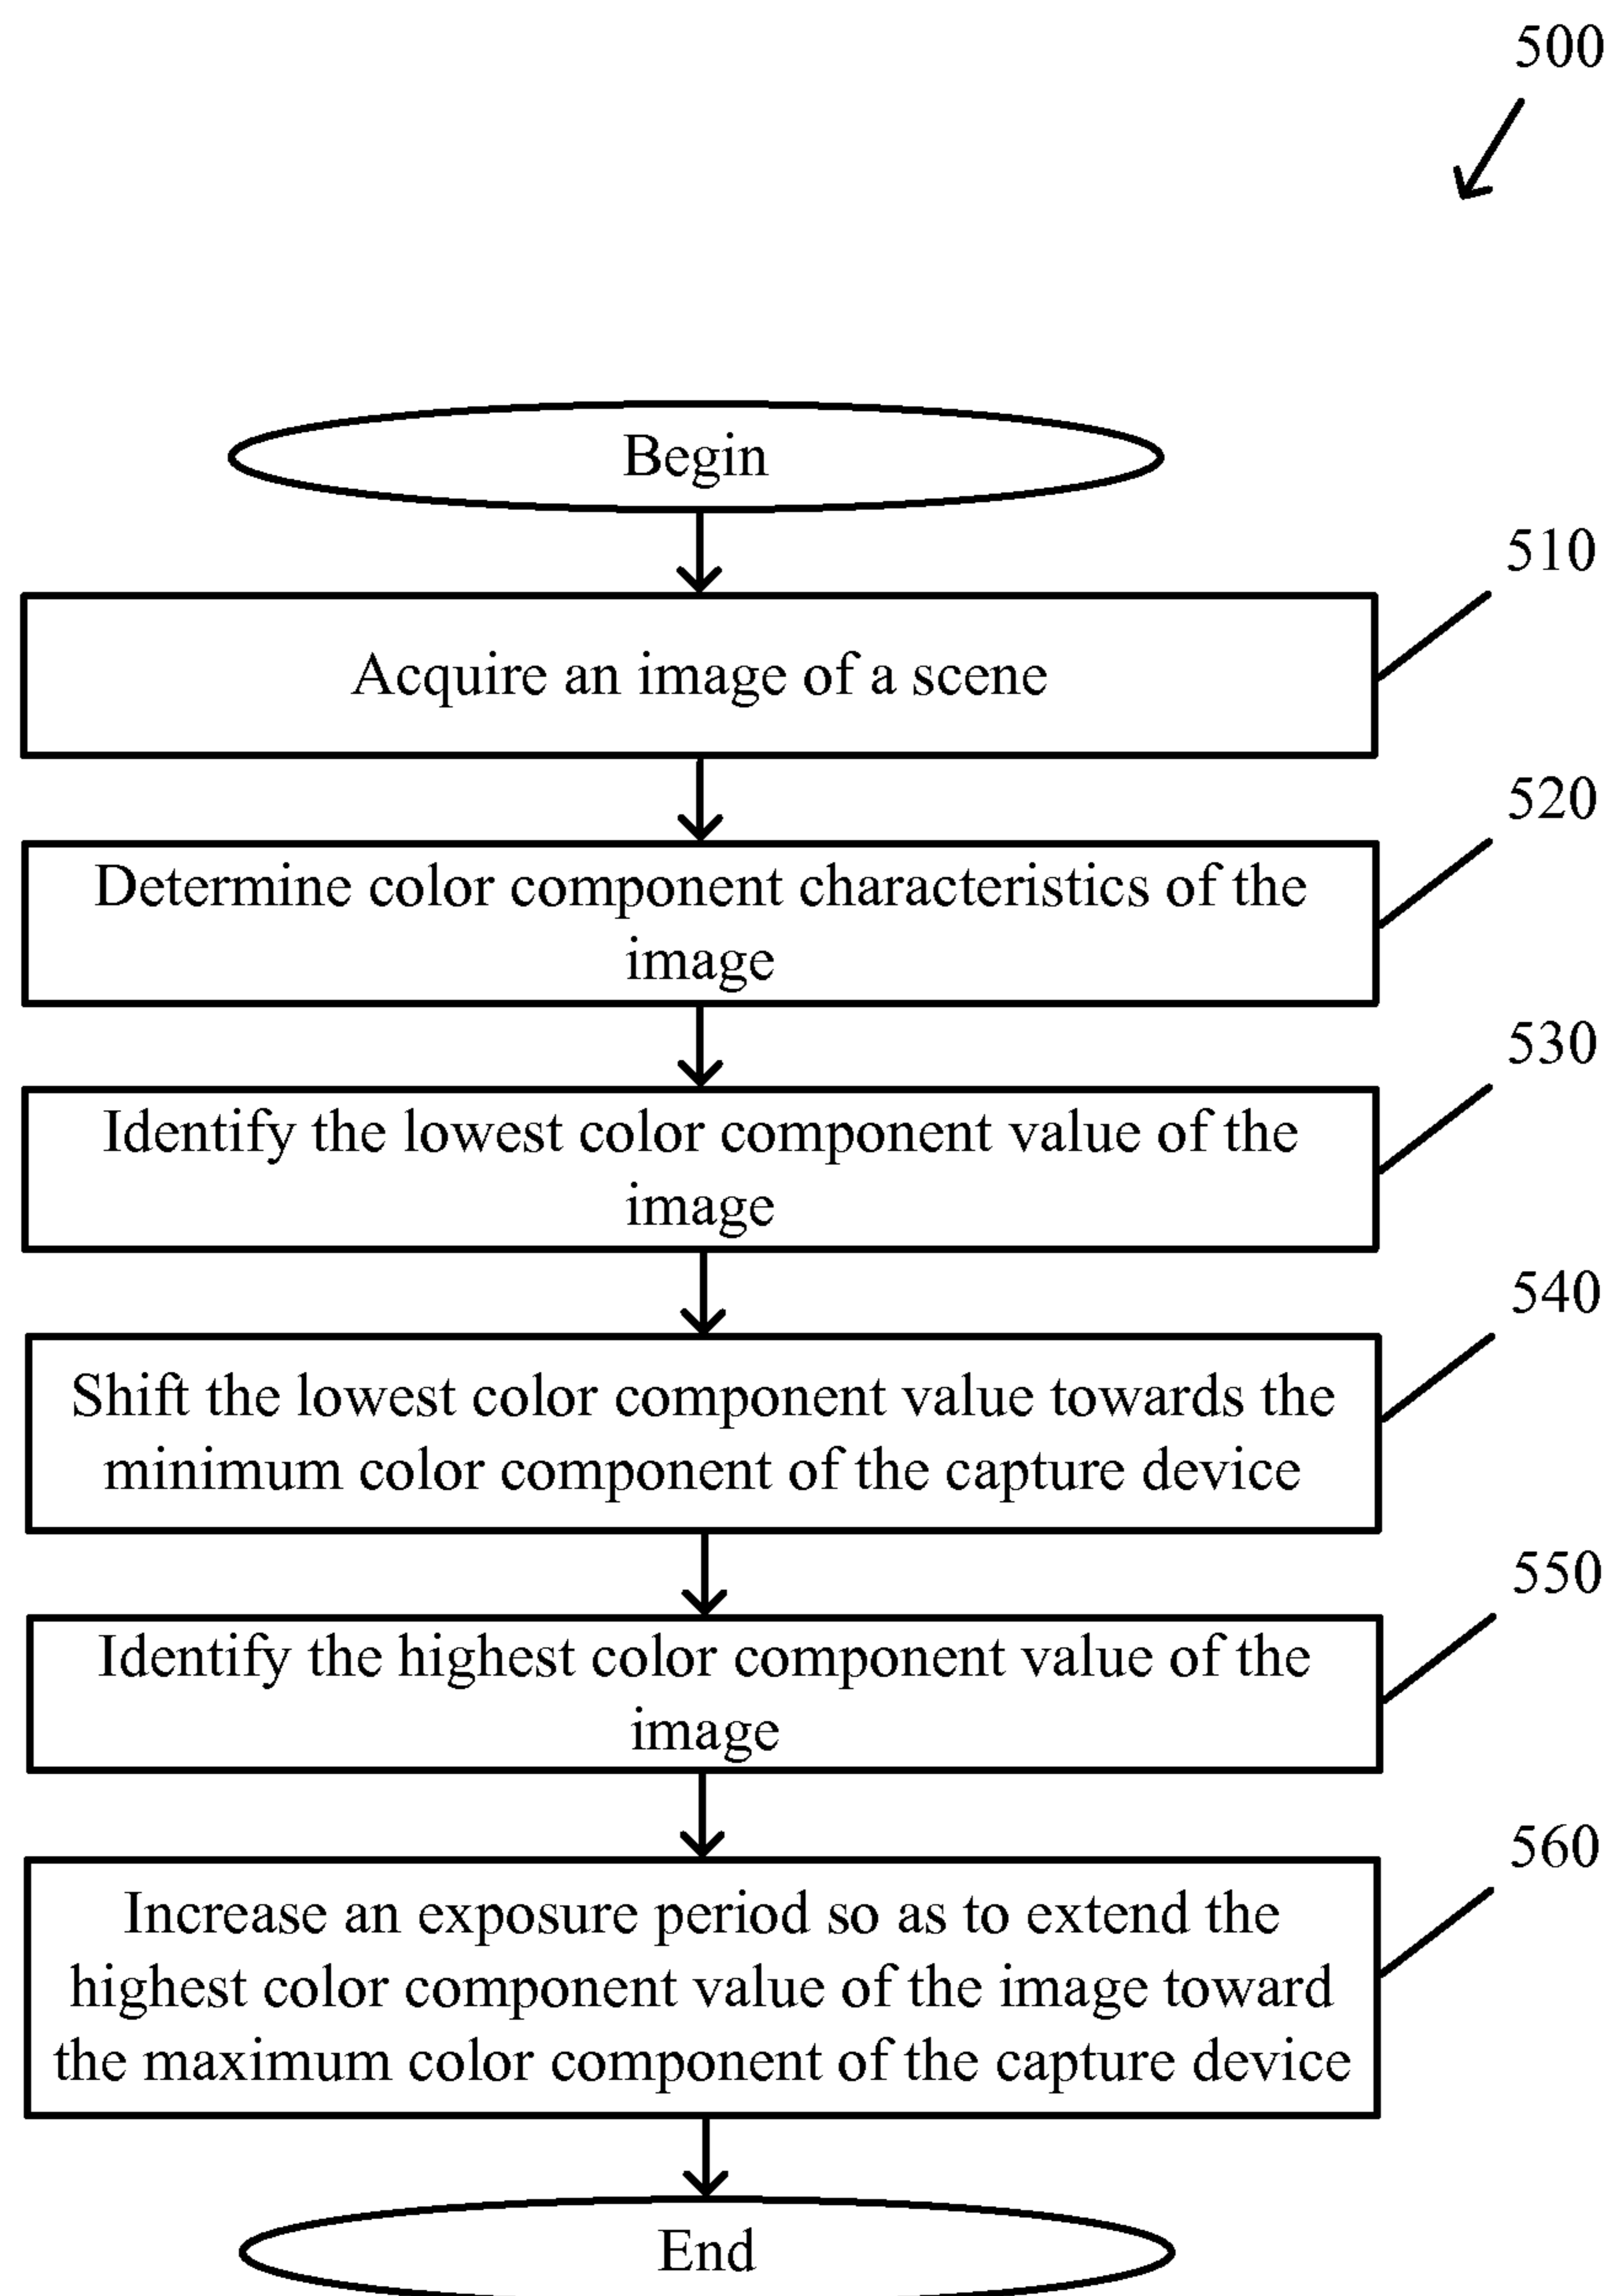 500
Begin
510
Acquire an image of a scene
520
Determine color component characteristics of the
image
530
Identify the lowest color component value of the
image
540
Shift the lowest color component value towards the
minimum color component of the capture device
550
Identify the highest color component value of the
image
560
Increase an exposure period so as to extend the
highest color component value of the image toward
the maximum color component of the capture device
End